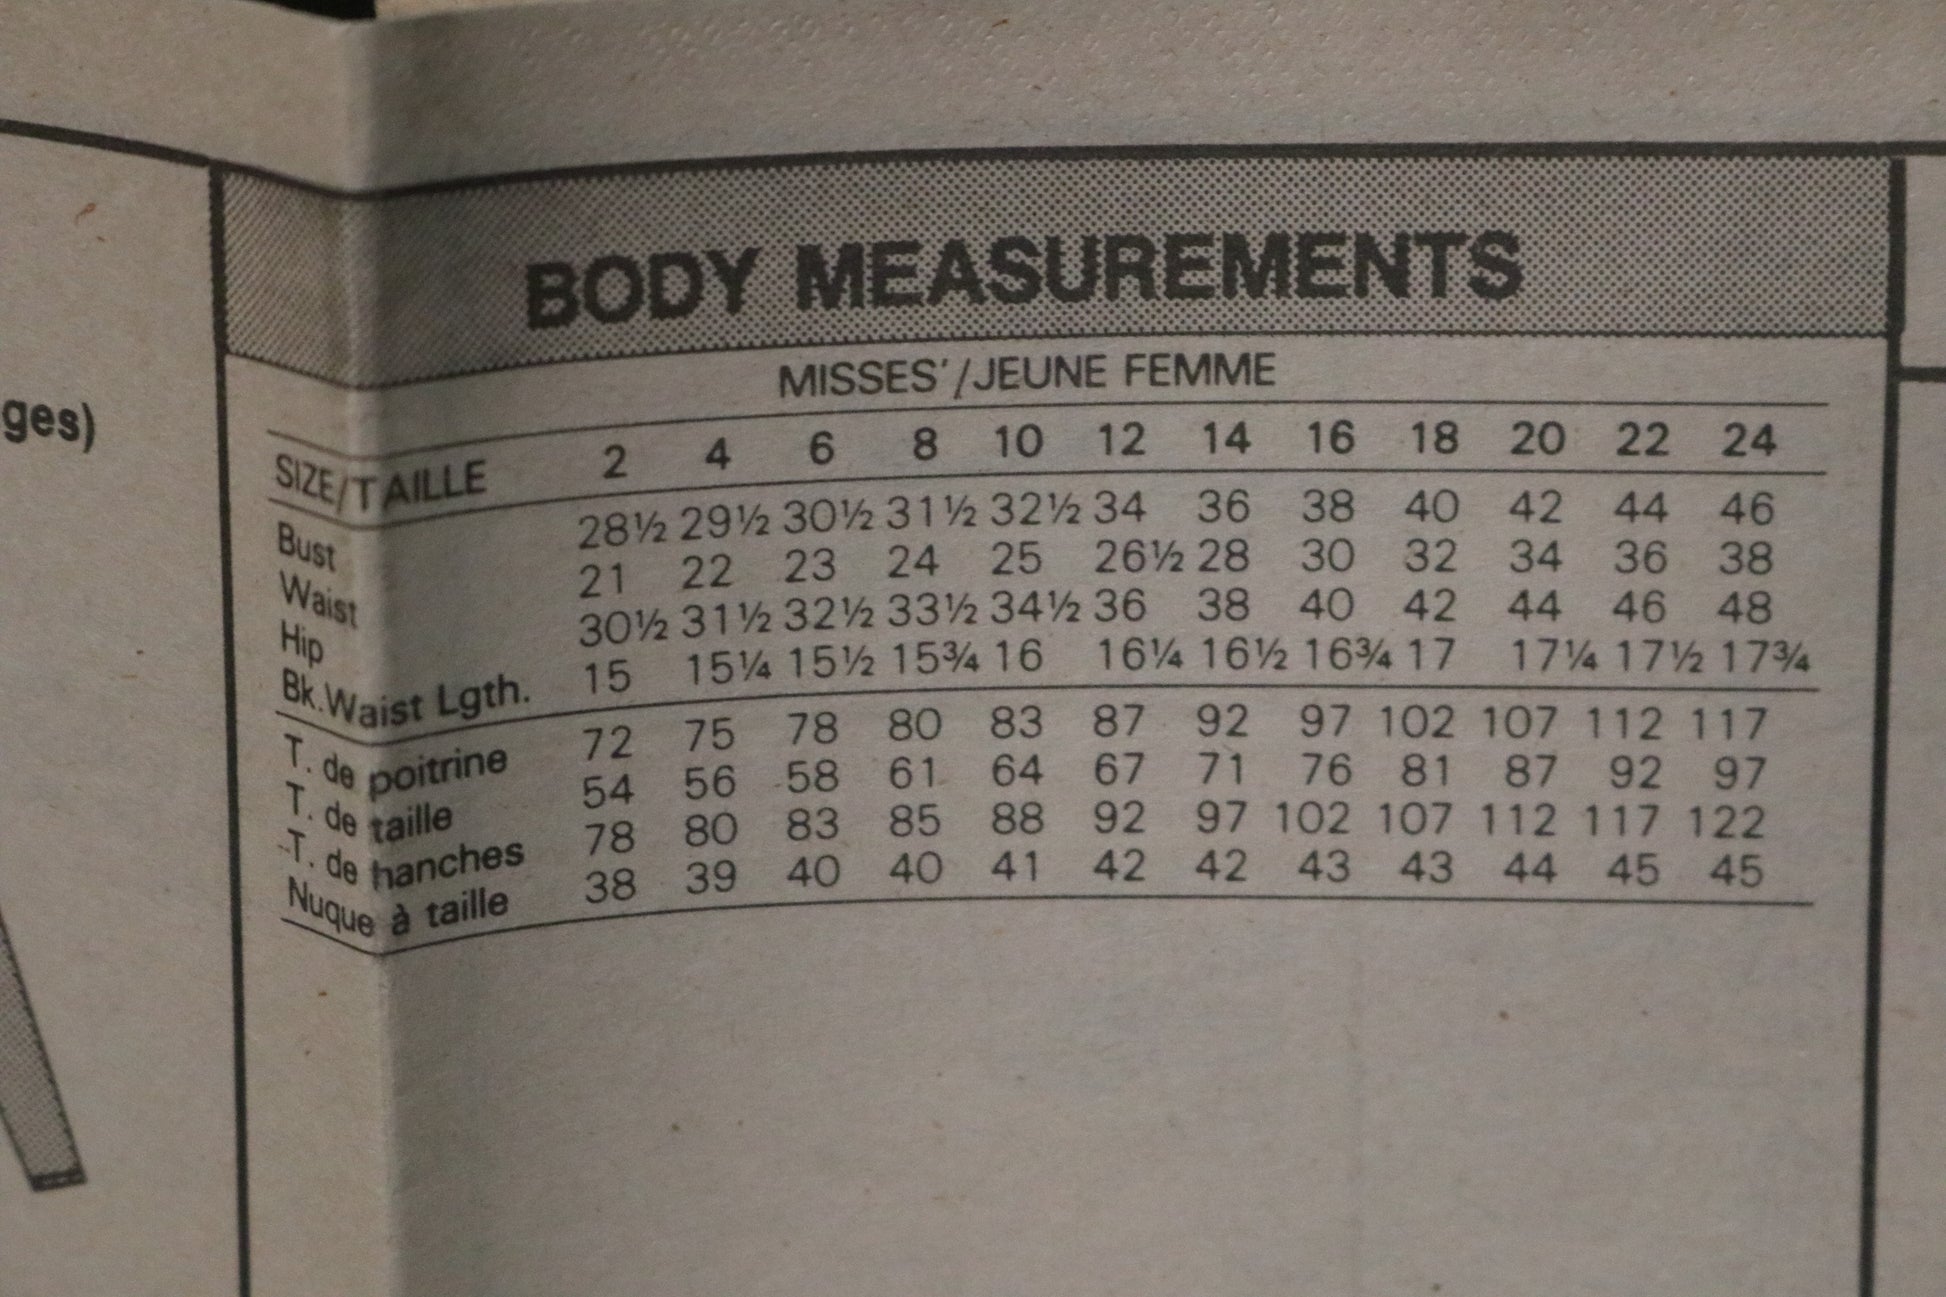 ges)
BODY MEASUREMENTS
MISSES'/JEUNE FEMME
SIZE/TAILLE 2 4 6 8 10 12 14 16 18 20 22 24
Bust 28½ 29½ 30½ 31½ 32½ 34 36 38 40 42 44 46
Waist 21 22 23 24 25 26½ 28 30 32 34 36 38
Hip 30½ 31½ 32½ 33½ 34½ 36 38 40 42 44 46 48
Bk.Waist Lgth. 15 15¼ 15½ 15¾ 16 16¼ 16½ 16¾ 17 17¼ 17½ 17¾
T. de poitrine 72 75 78 80 83 87 92 97 102 107 112 117
T. de taille 54 56 58 61 64 67 71 76 81 87 92 97
T. de hanches 78 80 83 85 88 92 97 102 107 112 117 122
Nuque à taille 38 39 40 40 41 42 42 43 43 44 45 45